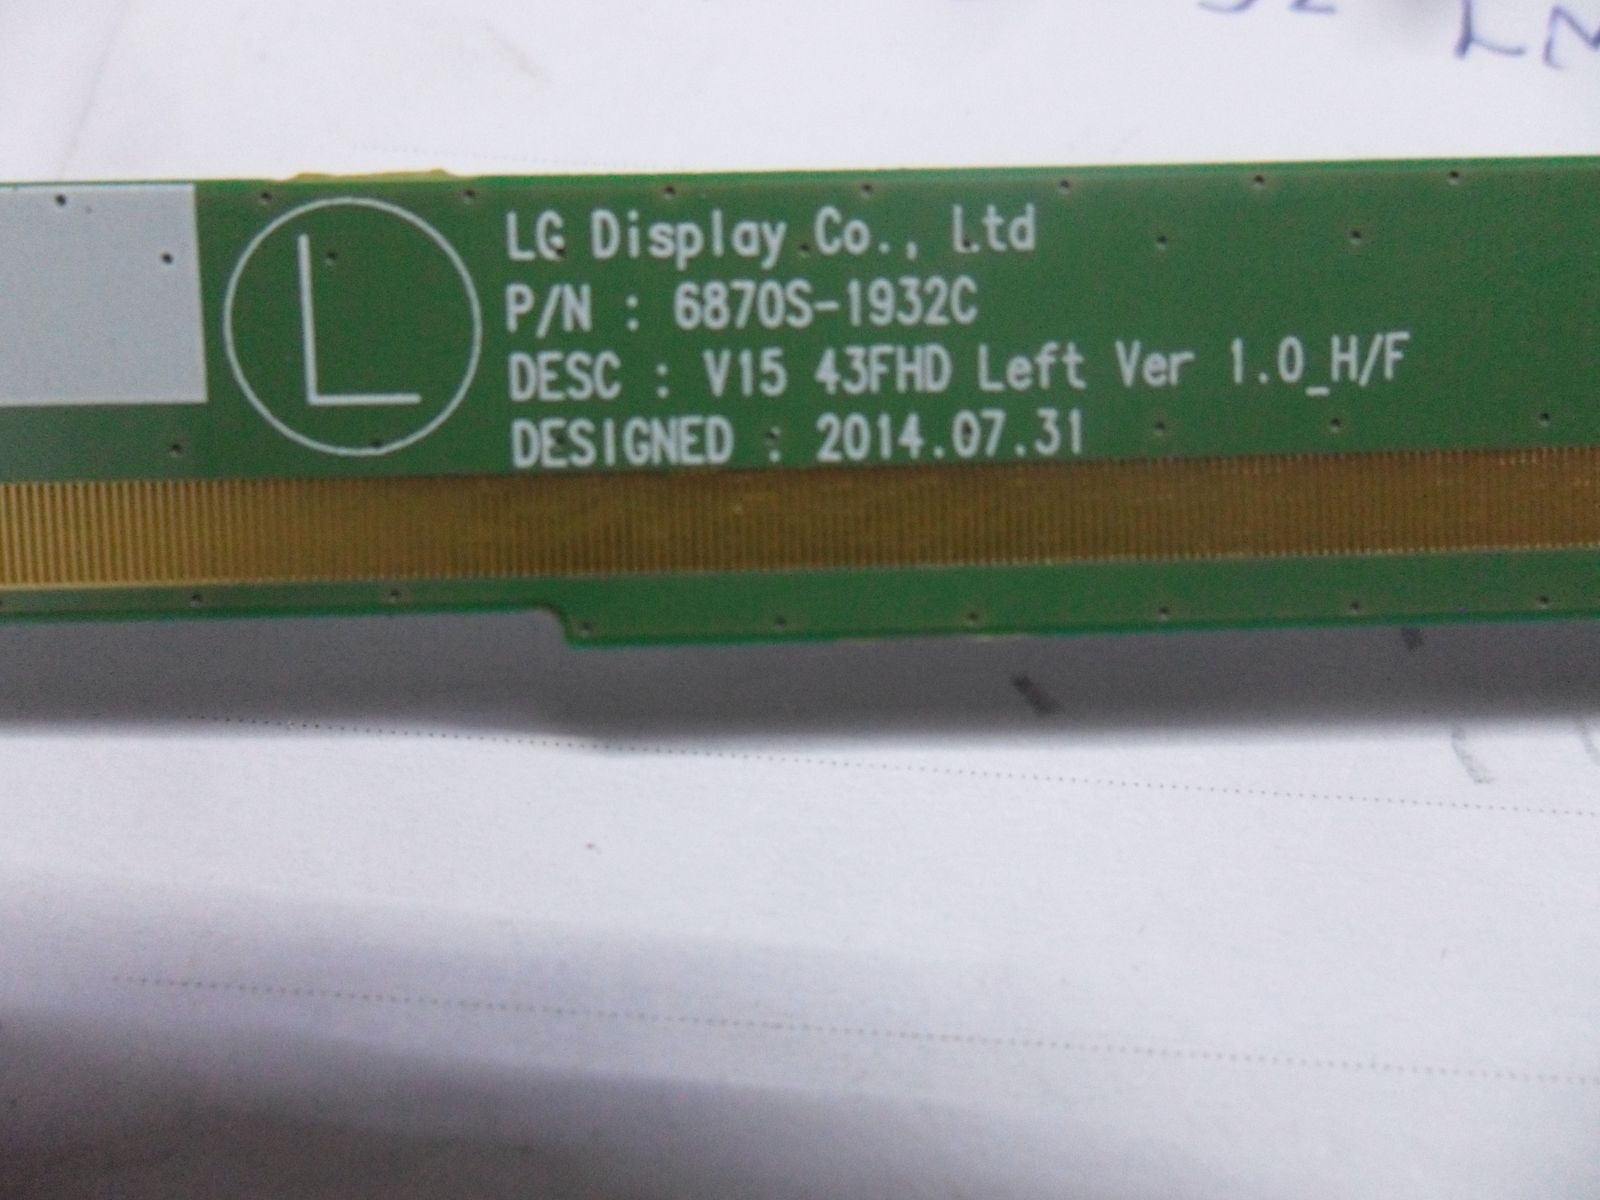 L
LG Display Co., Ltd
P/N : 6870S-1932C
DESC : V15 43FHD Left Ver 1.0_H/F
DESIGNED : 2014.07.31